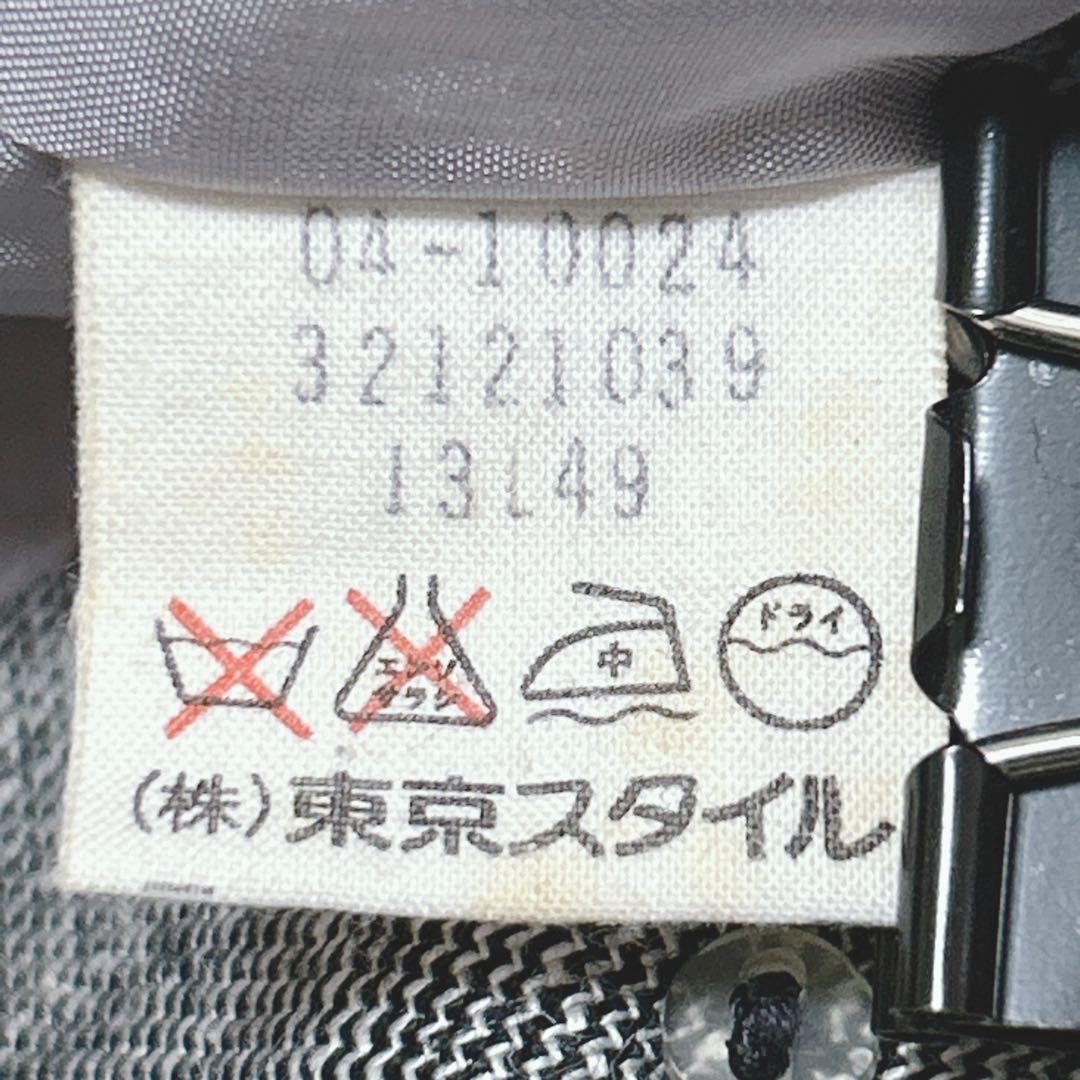 04-10024
32121039
13149
エンソ
サラシ
中
ドライ
(株)東京スタイル